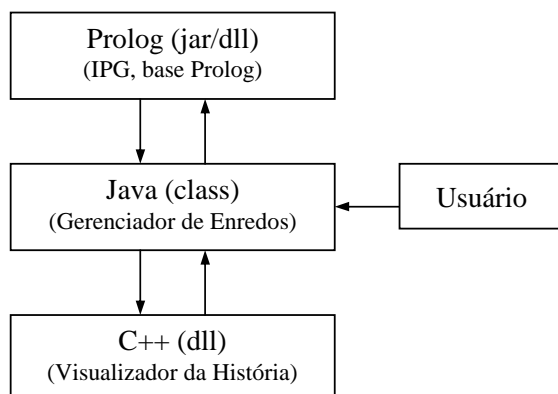 Prolog (jar/dll)
(IPG, base Prolog)
Java (class)
(Gerenciador de Enredos)
Usuário
C++ (dll)
(Visualizador da História)